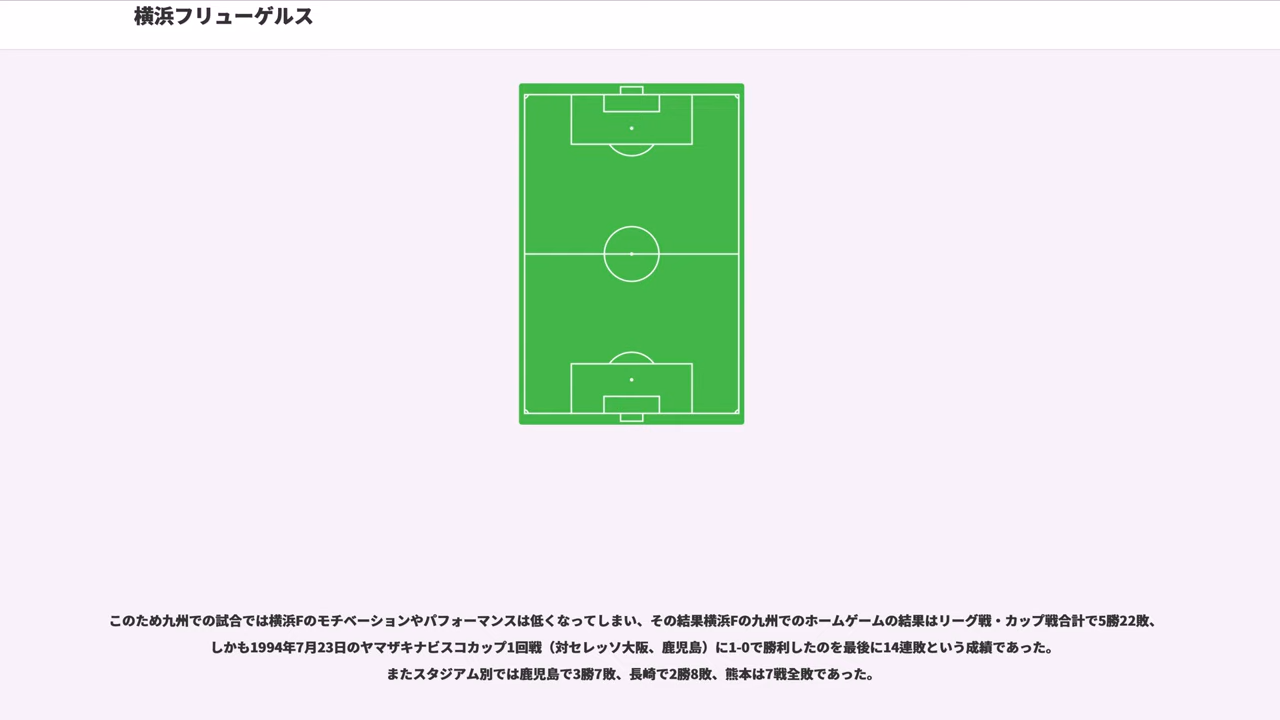 横浜フリューゲルス
このため九州での試合では横浜Fのモチベーションやパフォーマンスは低くなってしまい、その結果横浜Fの九州でのホームゲームの結果はリーグ戦・カップ戦合計で5勝22敗、
しかも1994年7月23日のヤマザキナビスコカップ1回戦（対セレッソ大阪、鹿児島）に1-0で勝利したのを最後に14連敗という成績であった。
またスタジアム別では鹿児島で3勝7敗、長崎で2勝8敗、熊本は7戦全敗であった。